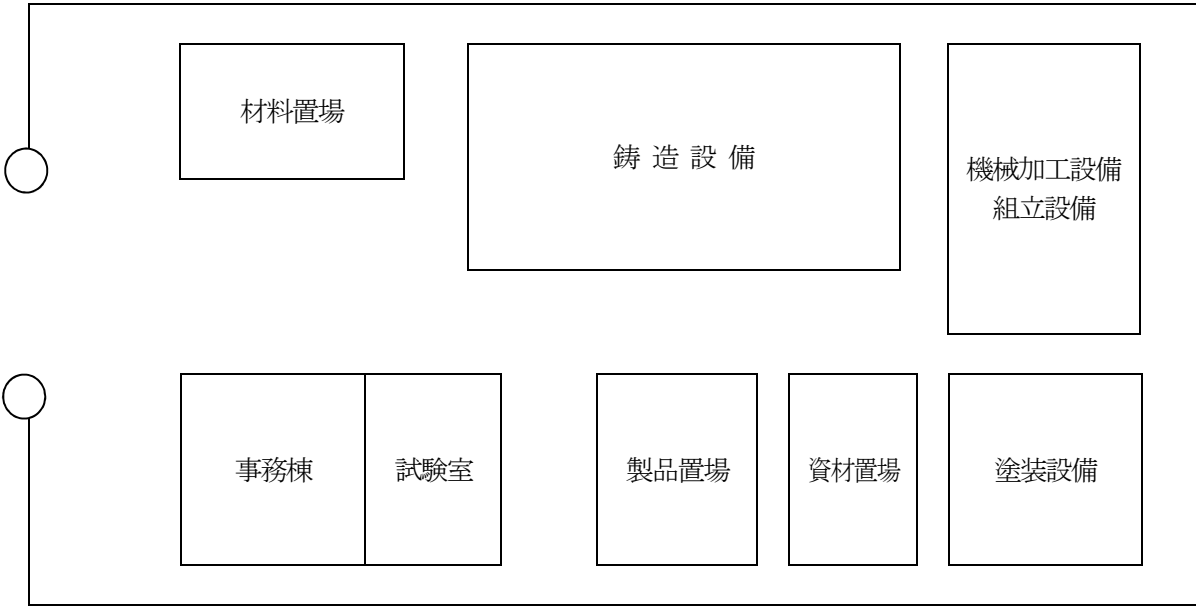 材料置場
鋳造設備
機械加工設備
組立設備
事務棟
試験室
製品置場
資材置場
塗装設備